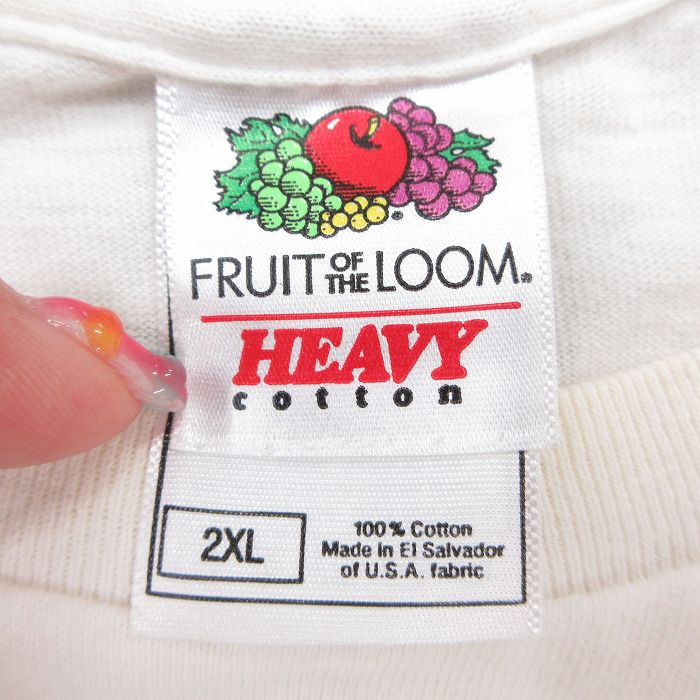 FRUIT OF THE LOOM®
HEAVY
cotton
2XL
100% Cotton
Made in El Salvador
of U.S.A. fabric